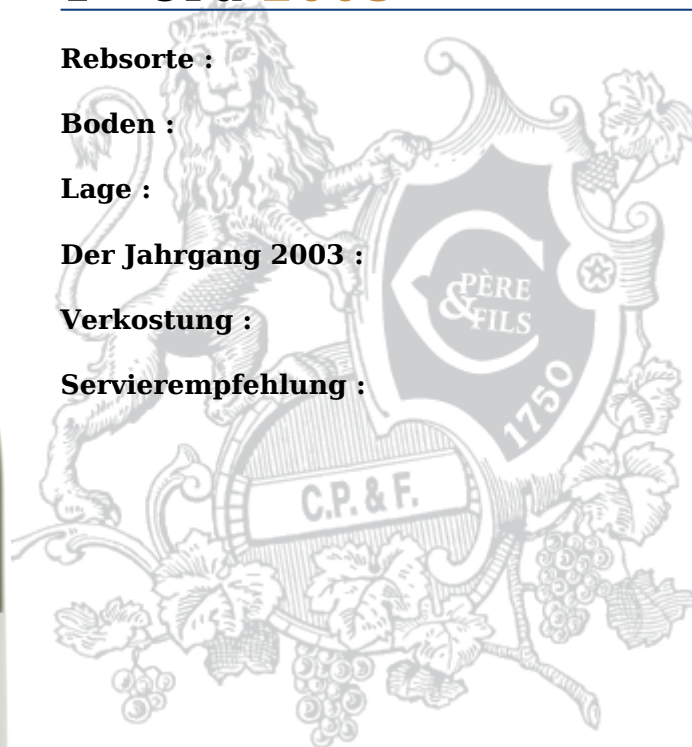 Rebsorte :
Boden :
Lage :
Der Jahrgang 2003 :
Verkostung :
Servierempfehlung :
PÈRE
&
FILS
1750
C.P. & F.